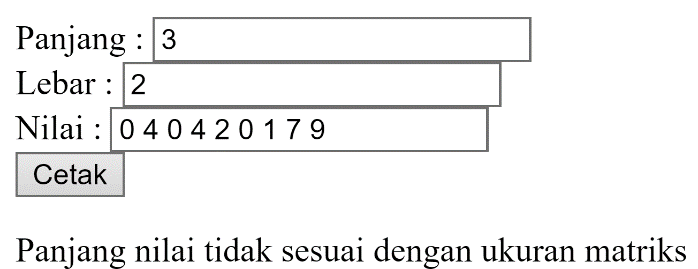 Panjang : 3
Lebar : 2
Nilai : 0 4 0 4 2 0 1 7 9
Cetak
Panjang nilai tidak sesuai dengan ukuran matriks